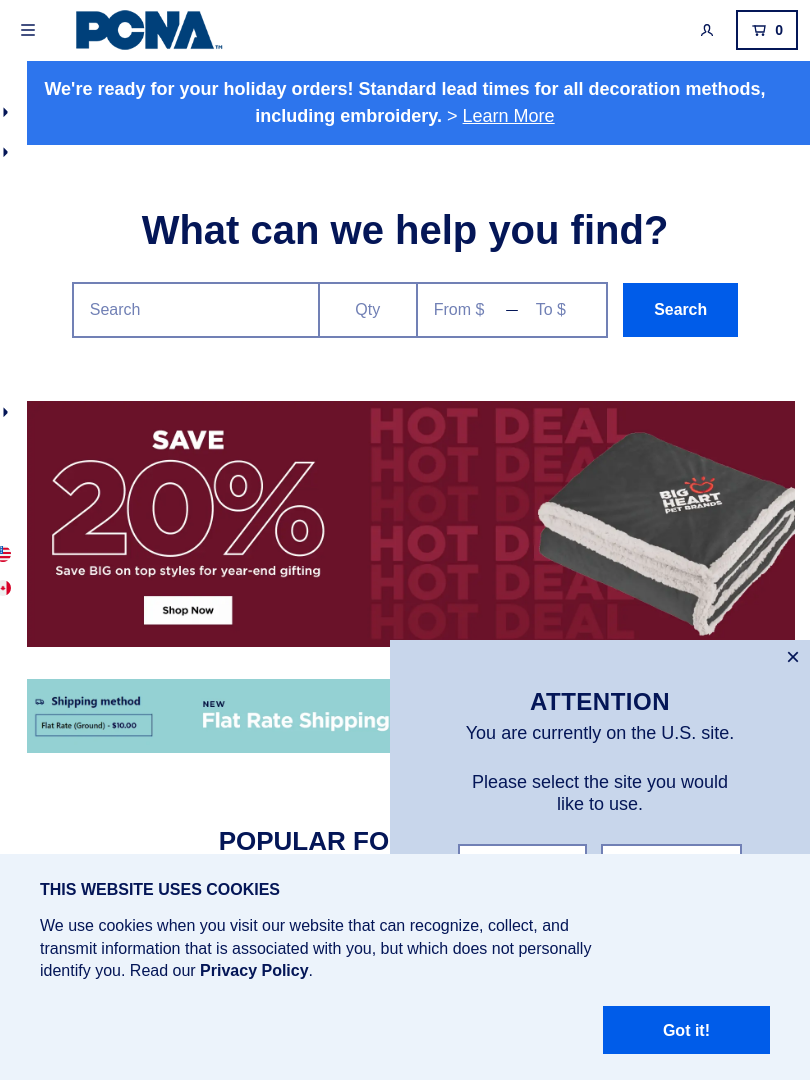 PCNA™
0
We're ready for your holiday orders! Standard lead times for all decoration methods,
including embroidery. > Learn More
What can we help you find?
Search
Qty
From $ — To $
Search
SAVE
20%
Save BIG on top styles for year-end gifting
Shop Now
HOT DEAL
HOT DEAL
HOT DEAL
HOT DEAL
HOT DEAL
HOT DEAL
BIG
HEART
PET BRANDS
Shipping method
Flat Rate (Ground) - $10.00
NEW
Flat Rate Shipping
ATTENTION
You are currently on the U.S. site.
Please select the site you would
like to use.
POPULAR FO
THIS WEBSITE USES COOKIES
We use cookies when you visit our website that can recognize, collect, and
transmit information that is associated with you, but which does not personally
identify you. Read our Privacy Policy.
Got it!